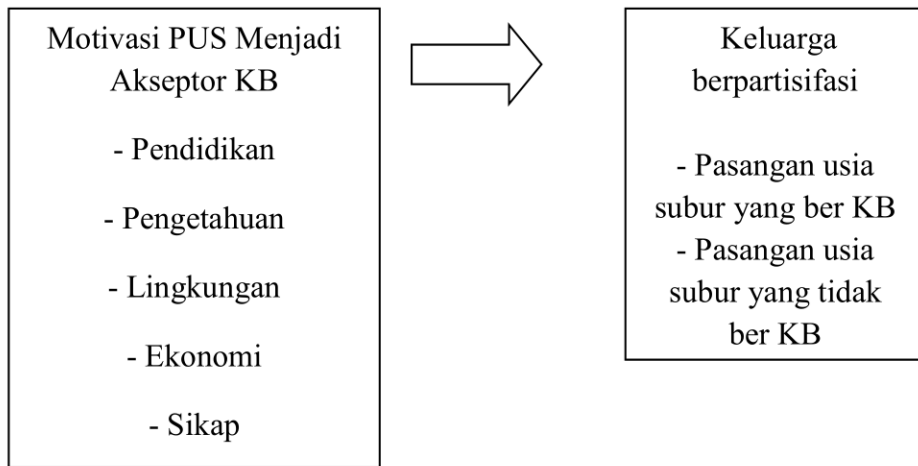 Motivasi PUS Menjadi
Akseptor KB
- Pendidikan
- Pengetahuan
- Lingkungan
- Ekonomi
- Sikap
Keluarga
berpartisifasi
- Pasangan usia
subur yang ber KB
- Pasangan usia
subur yang tidak
ber KB